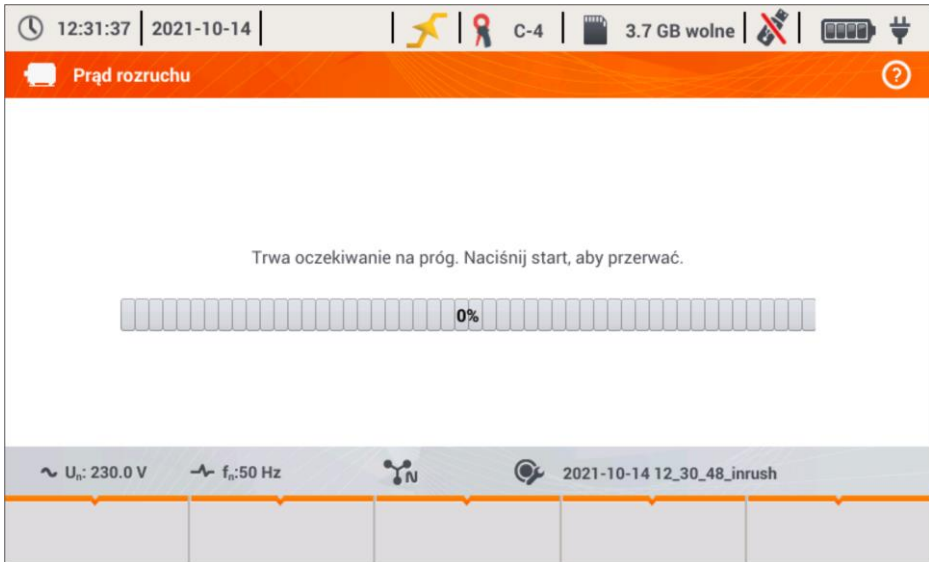 12:31:37 2021-10-14 C-4 3.7 GB wolne
Prąd rozruchu ?
Trwa oczekiwanie na próg. Naciśnij start, aby przerwać.
0%
Uₙ: 230.0 V fₙ:50 Hz N 2021-10-14 12_30_48_inrush